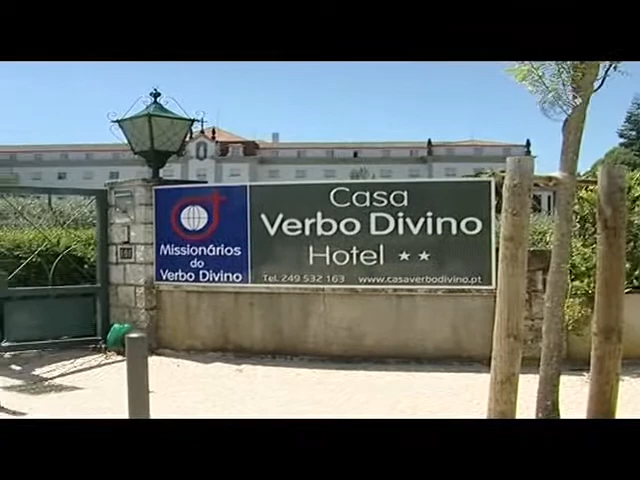 Missionários
do
Verbo Divino
Casa
Verbo Divino
Hotel ★★
Tel. 249 532 163
www.casaverbodivino.pt